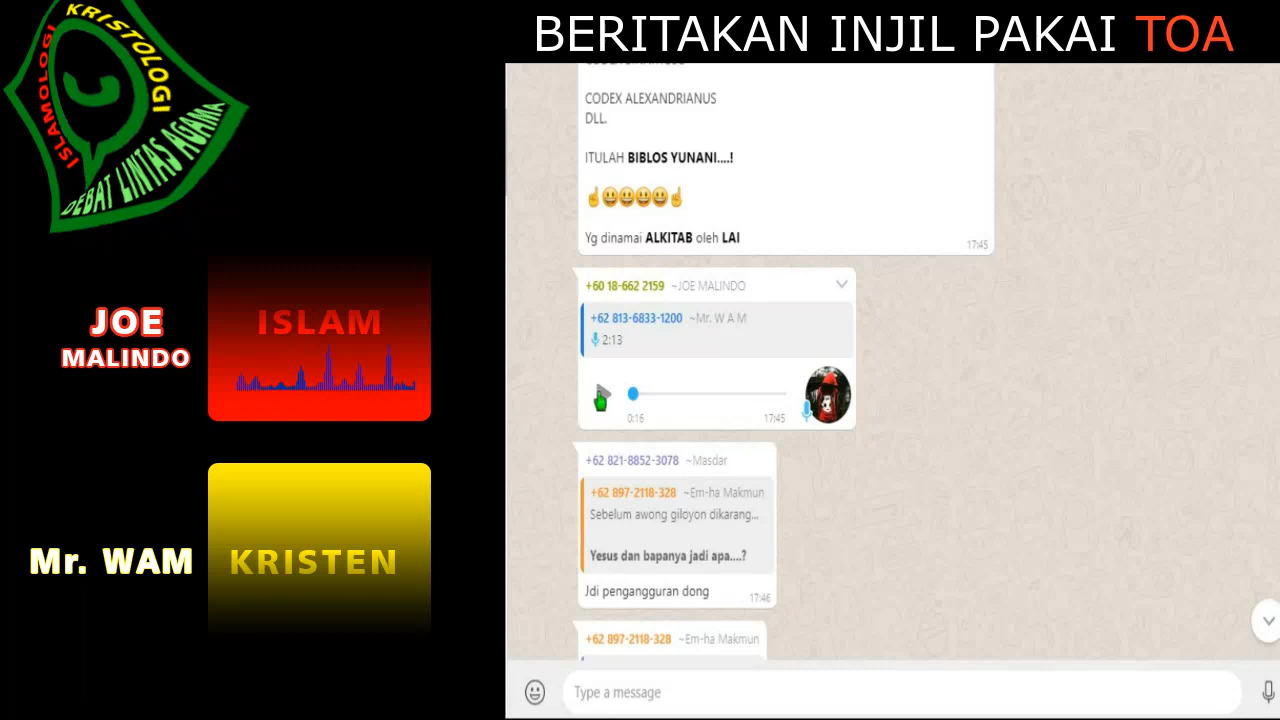 BERITAKAN INJIL PAKAI TOA
KRISTOLOGI
ISLAMOLOGI
DEBAT LINTAS AGAMA
JOE
MALINDO
ISLAM
Mr. WAM
KRISTEN
CODEX ALEXANDRIANUS
DLL.
ITULAH BIBLOS YUNANI....!
☝😀😀😀😀☝
Yg dinamai ALKITAB oleh LAI
17:45
+60 18-662 2159 ~JOE MALINDO
+62 813-6833-1200 ~Mr. W A M
2:13
0:16 17:45
+62 821-8852-3078 ~Masdar
+62 897-2118-328 ~Em-ha Makmun
Sebelum awong giloyon dikarang...
Yesus dan bapanya jadi apa....?
Jdi pengangguran dong
17:46
+62 897-2118-328 ~Em-ha Makmun
Type a message